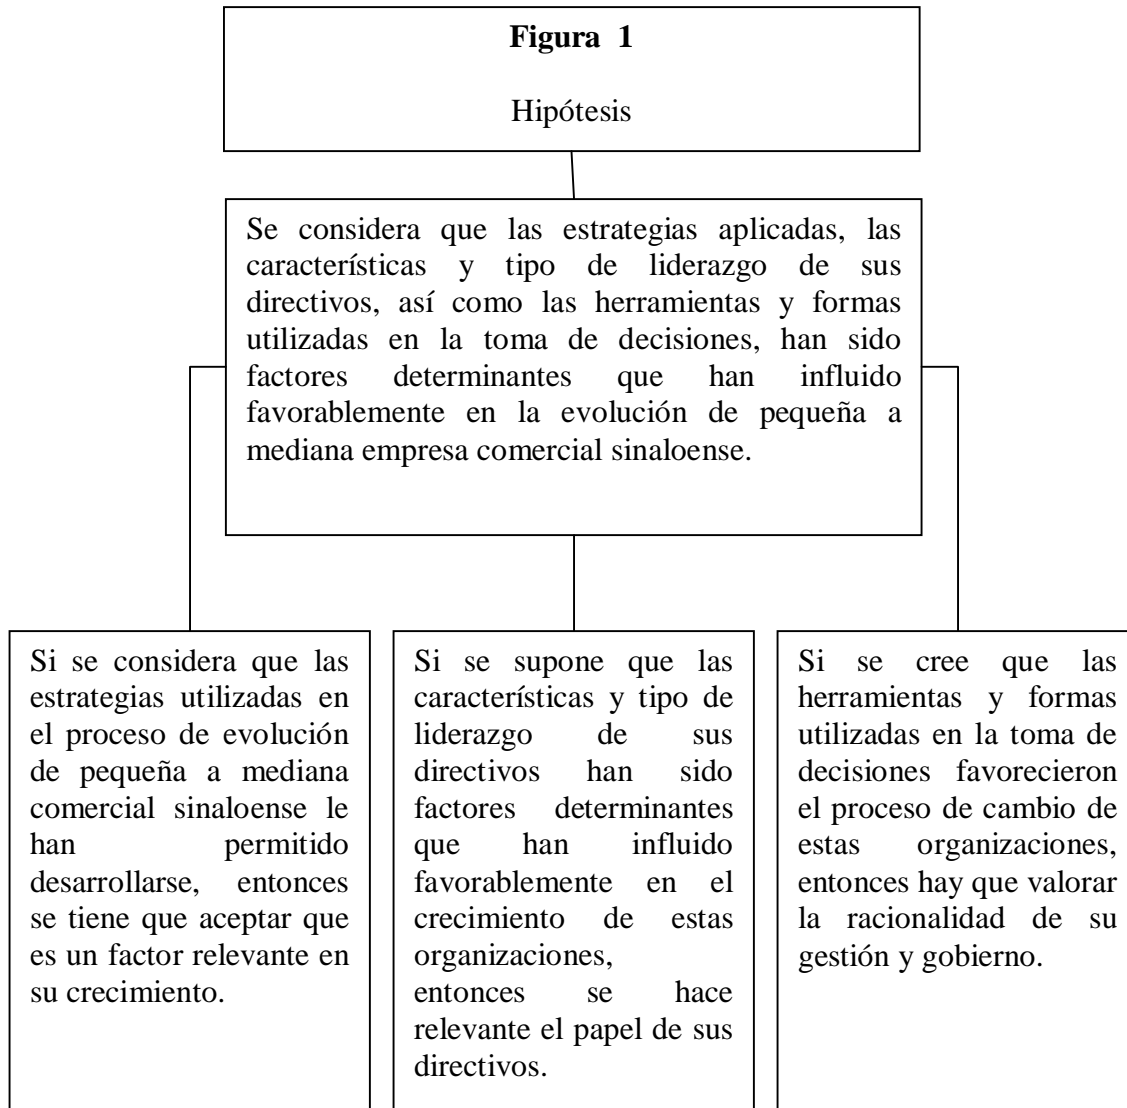 Figura 1
Hipótesis
Se considera que las estrategias aplicadas, las
características y tipo de liderazgo de sus
directivos, así como las herramientas y formas
utilizadas en la toma de decisiones, han sido
factores determinantes que han influido
favorablemente en la evolución de pequeña a
mediana empresa comercial sinaloense.
Si se considera que las
estrategias utilizadas en
el proceso de evolución
de pequeña a mediana
comercial sinaloense le
han permitido
desarrollarse, entonces
se tiene que aceptar que
es un factor relevante en
su crecimiento.
Si se supone que las
características y tipo de
liderazgo de sus
directivos han sido
factores determinantes
que han influido
favorablemente en el
crecimiento de estas
organizaciones,
entonces se hace
relevante el papel de sus
directivos.
Si se cree que las
herramientas y formas
utilizadas en la toma de
decisiones favorecieron
el proceso de cambio de
estas organizaciones,
entonces hay que valorar
la racionalidad de su
gestión y gobierno.